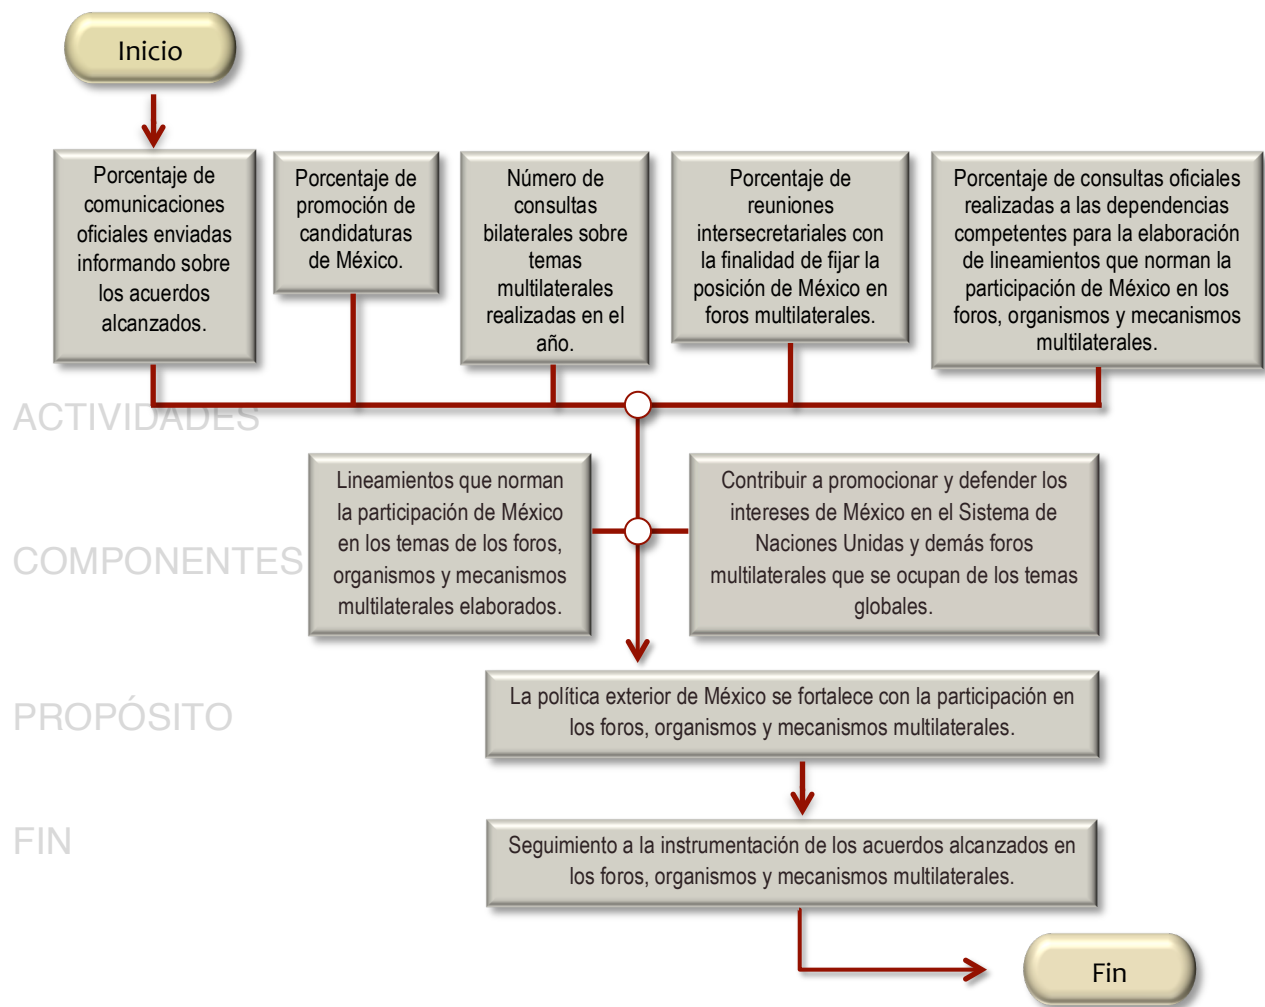 Inicio
Porcentaje de
comunicaciones
oficiales enviadas
informando sobre
los acuerdos
alcanzados.
Porcentaje de
promoción de
candidaturas
de México.
Número de
consultas
bilaterales sobre
temas
multilaterales
realizadas en el
año.
Porcentaje de
reuniones
intersecretariales con
la finalidad de fijar la
posición de México en
foros multilaterales.
Porcentaje de consultas oficiales
realizadas a las dependencias
competentes para la elaboración
de lineamientos que norman la
participación de México en los
foros, organismos y mecanismos
multilaterales.
ACTIVIDADES
Lineamientos que norman
la participación de México
en los temas de los foros,
organismos y mecanismos
multilaterales elaborados.
Contribuir a promocionar y defender los
intereses de México en el Sistema de
Naciones Unidas y demás foros
multilaterales que se ocupan de los temas
globales.
COMPONENTES
La política exterior de México se fortalece con la participación en
los foros, organismos y mecanismos multilaterales.
PROPÓSITO
Seguimiento a la instrumentación de los acuerdos alcanzados en
los foros, organismos y mecanismos multilaterales.
FIN
Fin